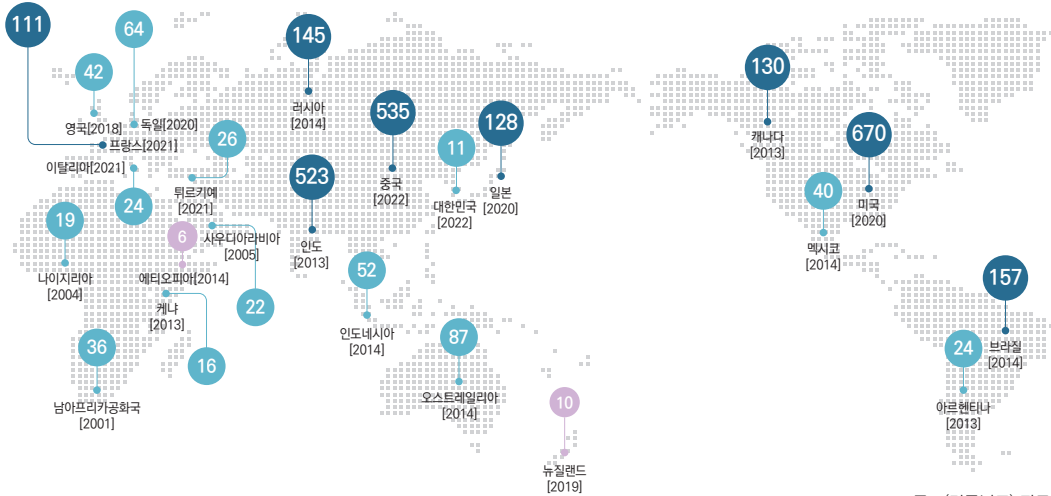 111
64
42
영국[2018]
독일[2020]
프랑스[2021]
이탈리아[2021]
24
26
튀르키예
[2021]
19
나이지리아
[2004]
6
에티오피아[2014]
사우디아라비아
[2005]
22
케냐
[2013]
16
36
남아프리카공화국
[2001]
145
러시아
[2014]
523
인도
[2013]
535
중국
[2022]
11
대한민국
[2022]
128
일본
[2020]
52
인도네시아
[2014]
87
오스트레일리아
[2014]
10
뉴질랜드
[2019]
130
캐나다
[2013]
670
미국
[2020]
40
멕시코
[2014]
157
브라질
[2014]
24
아르헨티나
[2013]